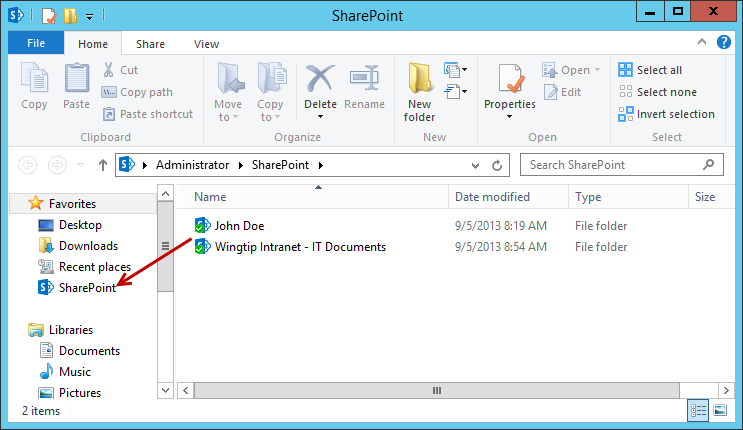 SharePoint
File Home Share View
Copy Paste Cut Copy path Paste shortcut
Move to Copy to Delete Rename
New folder
Properties Open Edit
Select all Select none Invert selection
Clipboard Organize New Open Select
Administrator SharePoint Search SharePoint
Name Date modified Type Size
Favorites
Desktop
Downloads
Recent places
SharePoint
Libraries
Documents
Music
Pictures
John Doe 9/5/2013 8:19 AM File folder
Wingtip Intranet - IT Documents 9/5/2013 8:54 AM File folder
2 items